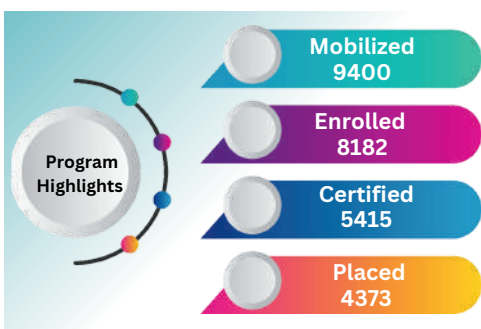 Program
Highlights
Mobilized
9400
Enrolled
8182
Certified
5415
Placed
4373